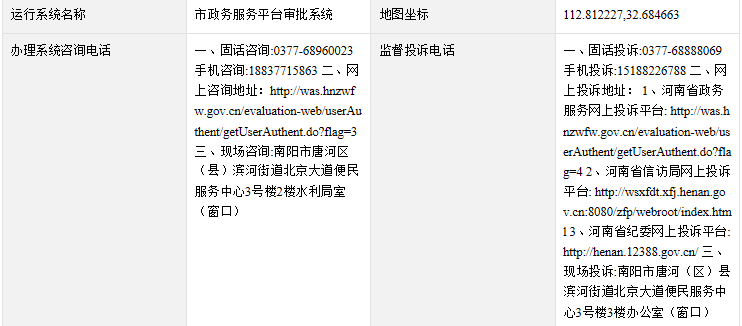 运行系统名称
市政务服务平台审批系统
地图坐标
112.812227,32.684663
办理系统咨询电话
一、固话咨询:0377-68960023
手机咨询:18837715863 二、网
上咨询地址：http://was.hnzwf
w.gov.cn/evaluation-web/userAu
thent/getUserAuthent.do?flag=3
三、现场咨询:南阳市唐河区
（县）滨河街道北京大道便民
服务中心3号楼2楼水利局室
（窗口）
监督投诉电话
一、固话投诉:0377-68888069
手机投诉:15188226788 二、网
上投诉地址： 1、河南省政务
服务网上投诉平台: http://was.h
nzwfw.gov.cn/evaluation-web/us
erAuthent/getUserAuthent.do?fla
g=4 2、河南省信访局网上投诉
平台: http://wsxfdt.xfj.henan.go
v.cn:8080/zfp/webroot/index.htm
l 3、河南省纪委网上投诉平台:
http://henan.12388.gov.cn/ 三、
现场投诉:南阳市唐河（区）县
滨河街道北京大道便民服务中
心3号楼3楼办公室（窗口）